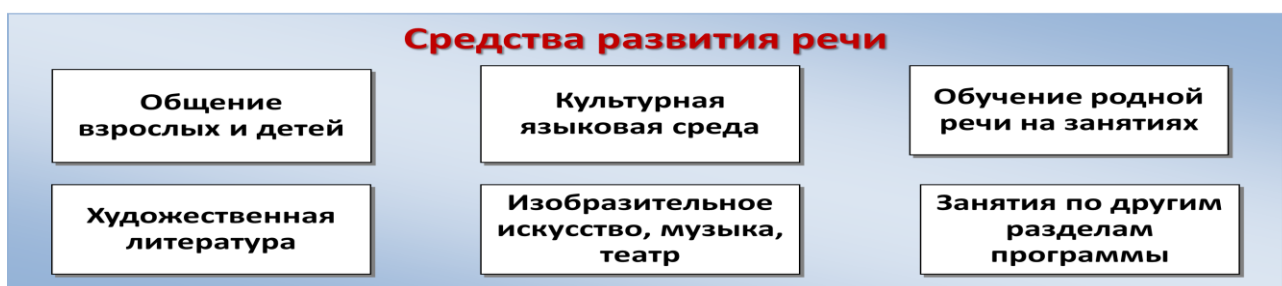 Средства развития речи
Общение
взрослых и детей
Культурная
языковая среда
Обучение родной
речи на занятиях
Художественная
литература
Изобразительное
искусство, музыка,
театр
Занятия по другим
разделам
программы